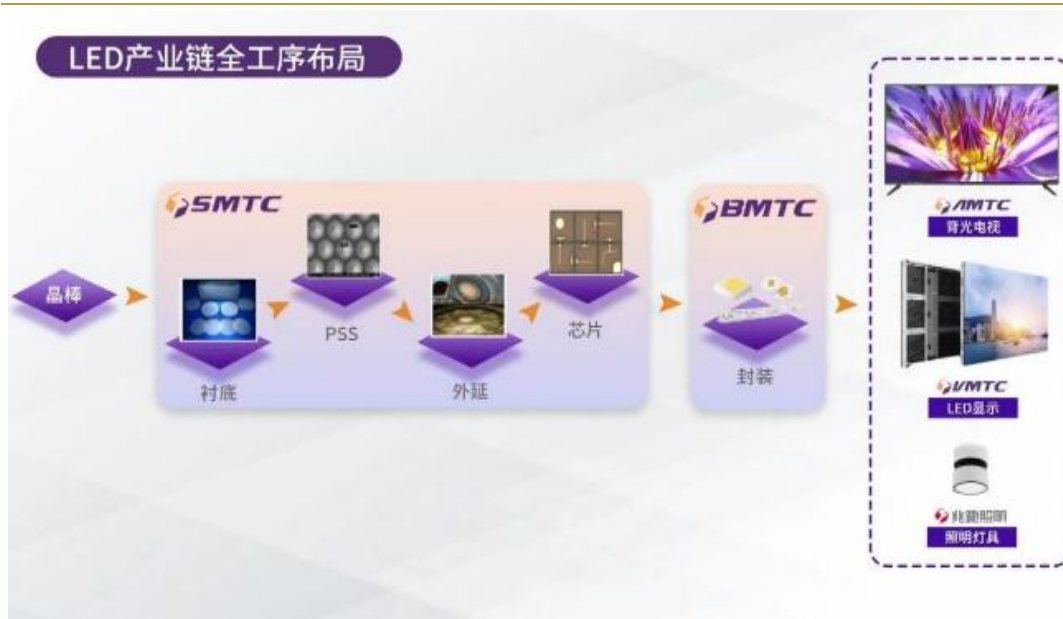 LED产业链全工序布局
晶棒
SMTC
衬底
PSS
外延
芯片
BMTC
封装
AMTC
背光电视
VMTC
LED显示
兆驰照明
照明灯具